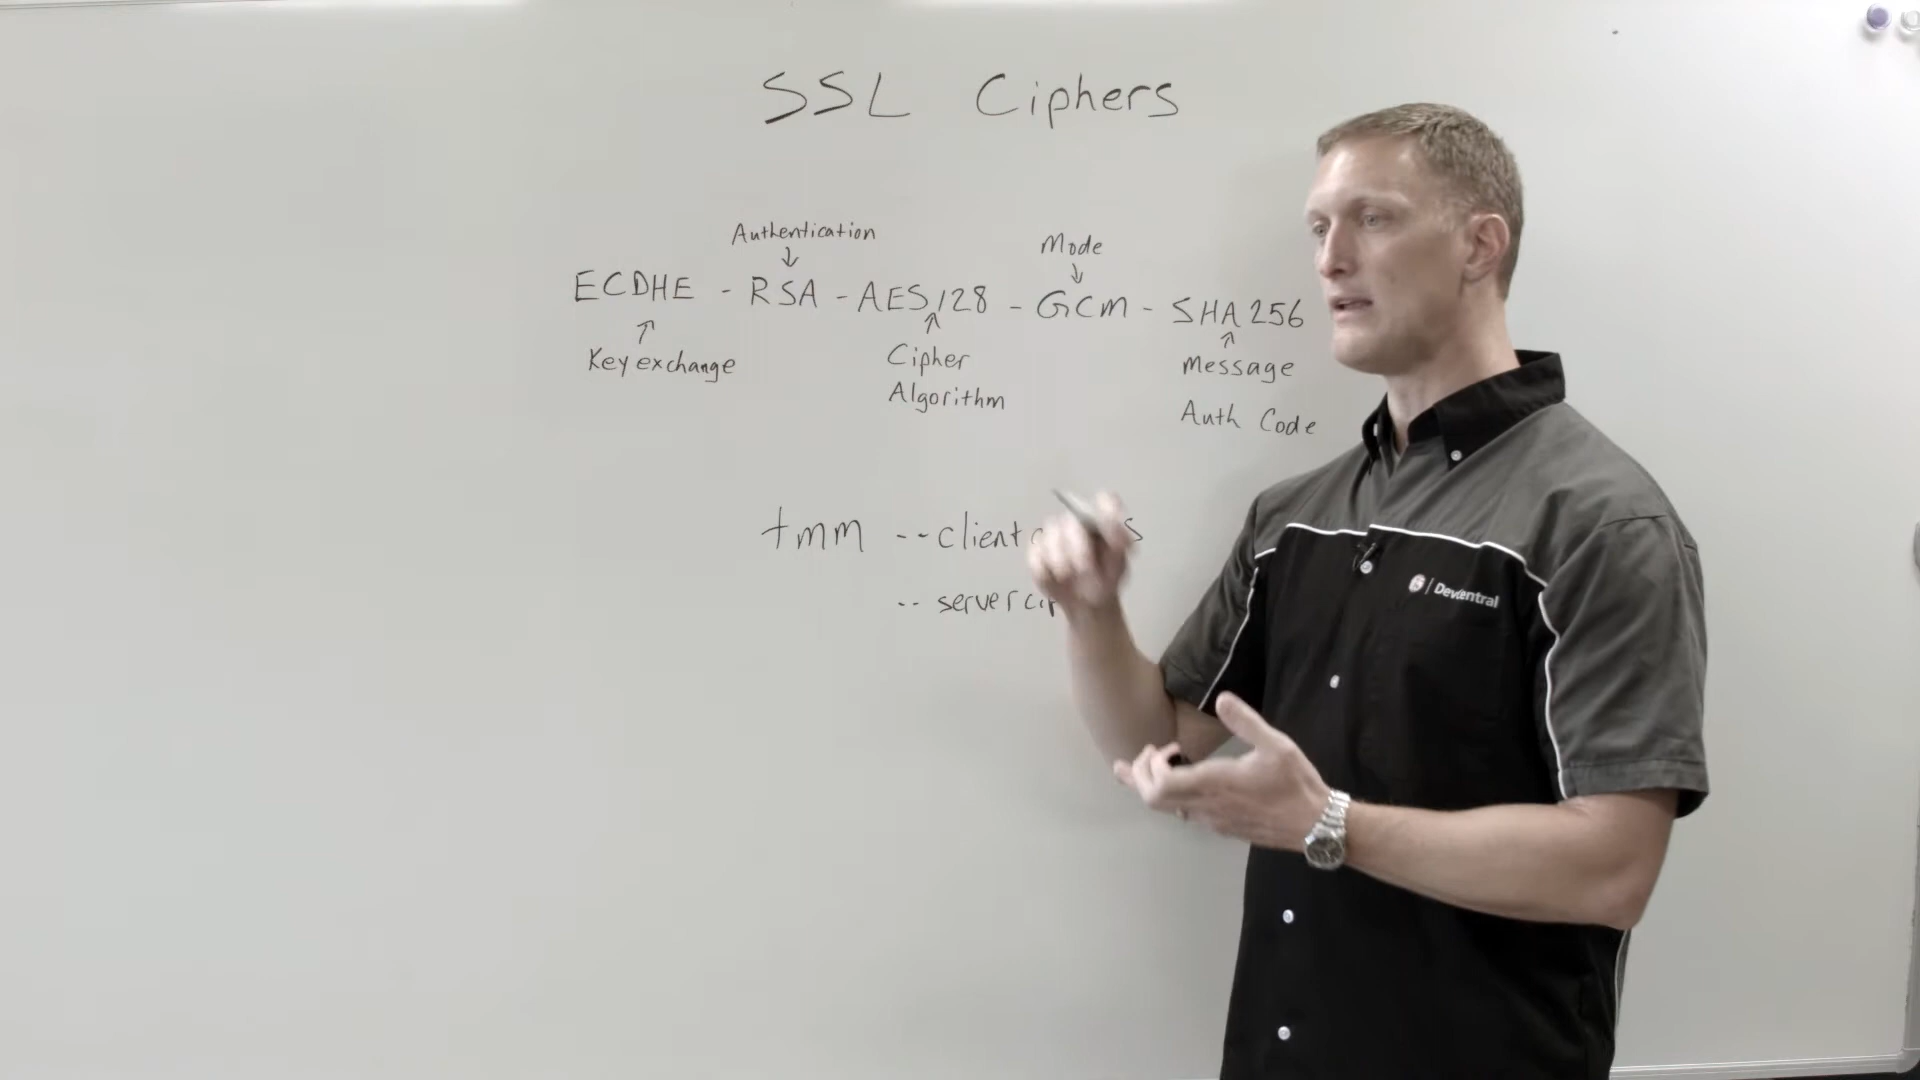 SSL Ciphers
Authentication
Mode
ECDHE - RSA - AES128 - GCM - SHA256
Key exchange
Cipher
Algorithm
Message
Auth Code
tmm --client
-- server
DevCentral